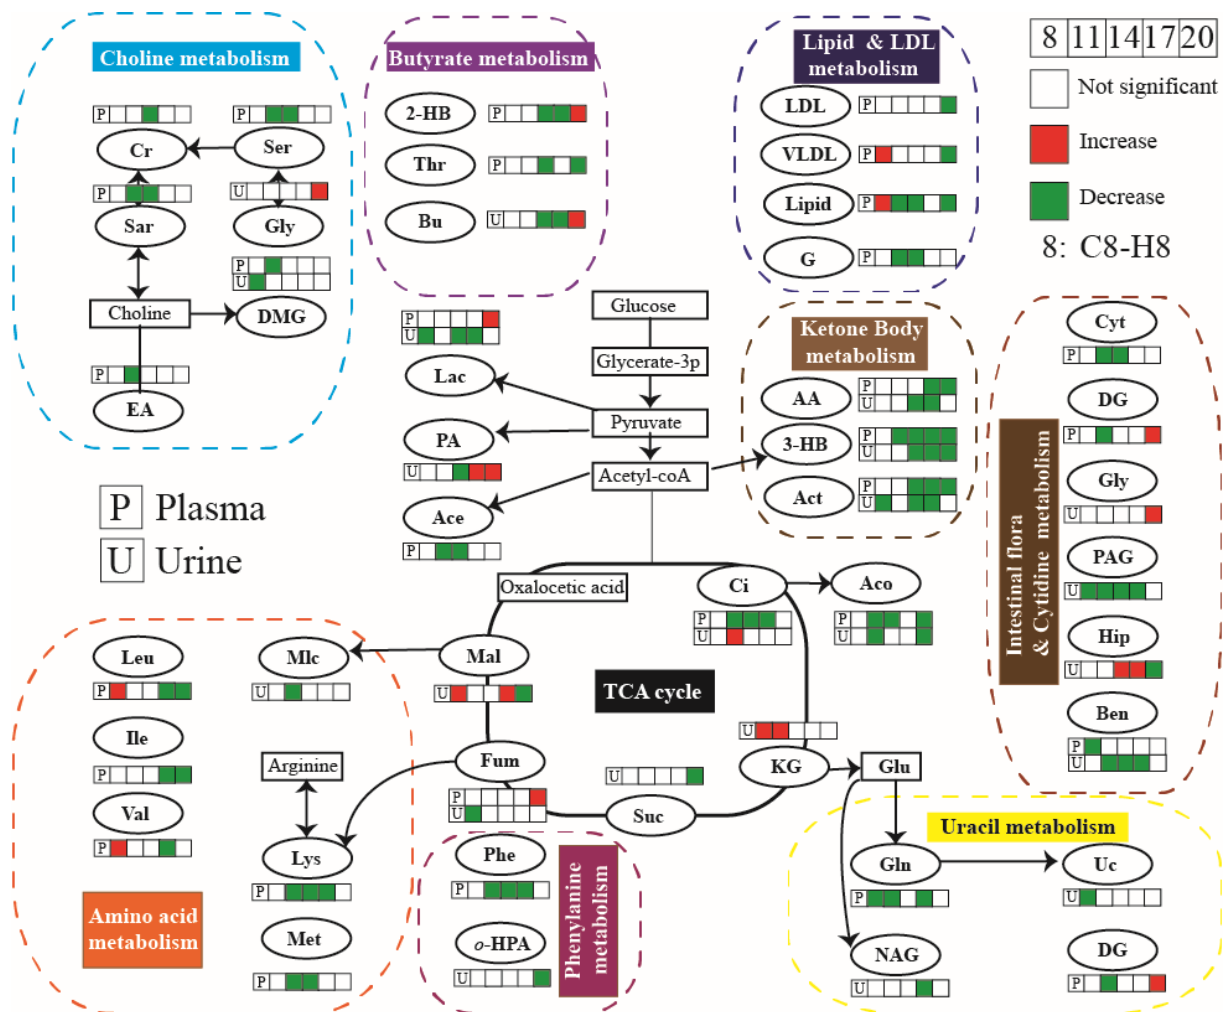 Choline metabolism
P
P
Cr
Ser
P
U
Sar
Gly
P
U
Choline
DMG
P
EA
Butyrate metabolism
2-HB
P
Thr
P
Bu
U
Lipid & LDL
metabolism
LDL
P
VLDL
P
Lipid
P
G
P
8 11 14 17 20
Not significant
Increase
Decrease
8: C8-H8
P
U
Lac
PA
U
Ace
P
Glucose
Glycerate-3p
Pyruvate
Acetyl-coA
Ketone Body
metabolism
AA
P
U
3-HB
P
U
Act
P
U
Intestinal flora
& Cytidine metabolism
Cyt
P
DG
P
Gly
U
PAG
U
Hip
U
Ben
P
U
P Plasma
U Urine
Oxalocetic acid
Ci
P
U
Aco
P
U
Mal
U
TCA cycle
U
KG
Glu
Fum
P
U
U
Suc
Leu
P
Mlc
U
Ile
P
Arginine
Val
P
Lys
P
Met
P
Amino acid
metabolism
Phe
P
o-HPA
U
Phenylanine
metabolism
Uracil metabolism
Gln
P
Uc
U
NAG
U
DG
P